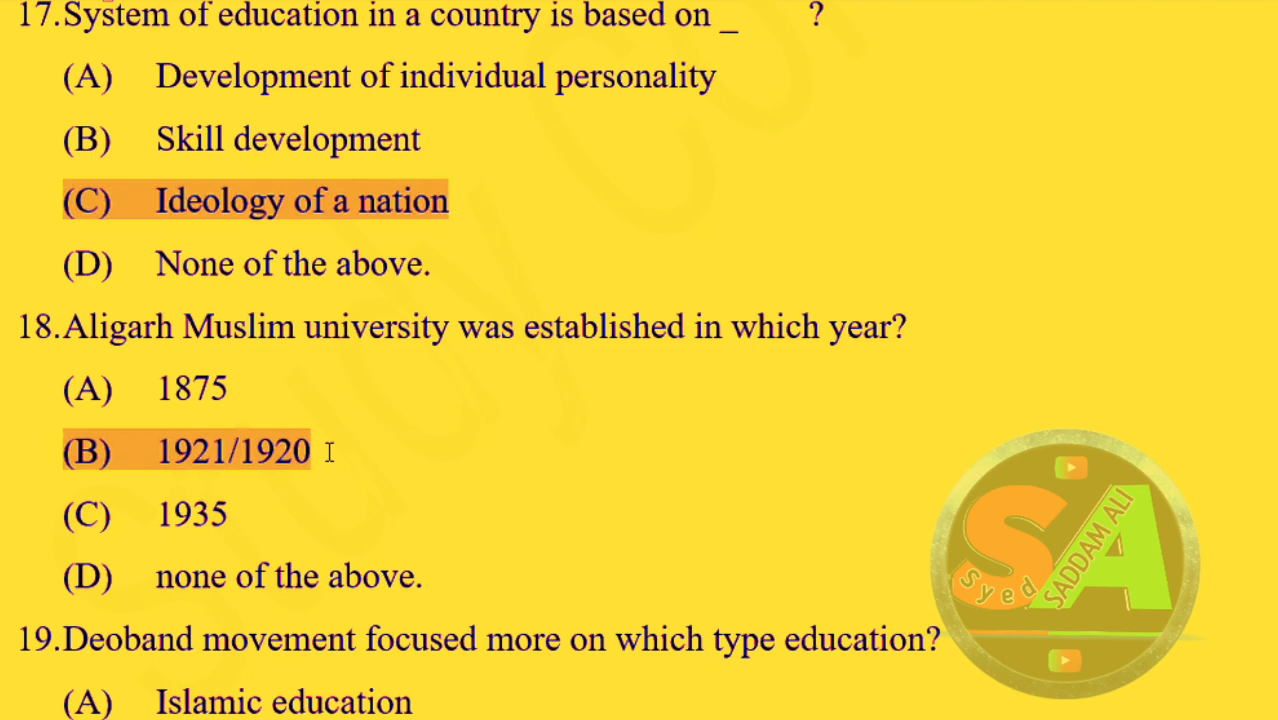 17.System of education in a country is based on _ ?
(A) Development of individual personality
(B) Skill development
(C) Ideology of a nation
(D) None of the above.
18.Aligarh Muslim university was established in which year?
(A) 1875
(B) 1921/1920
(C) 1935
(D) none of the above.
19.Deoband movement focused more on which type education?
(A) Islamic education
SA
Syed
SADDAM ALI